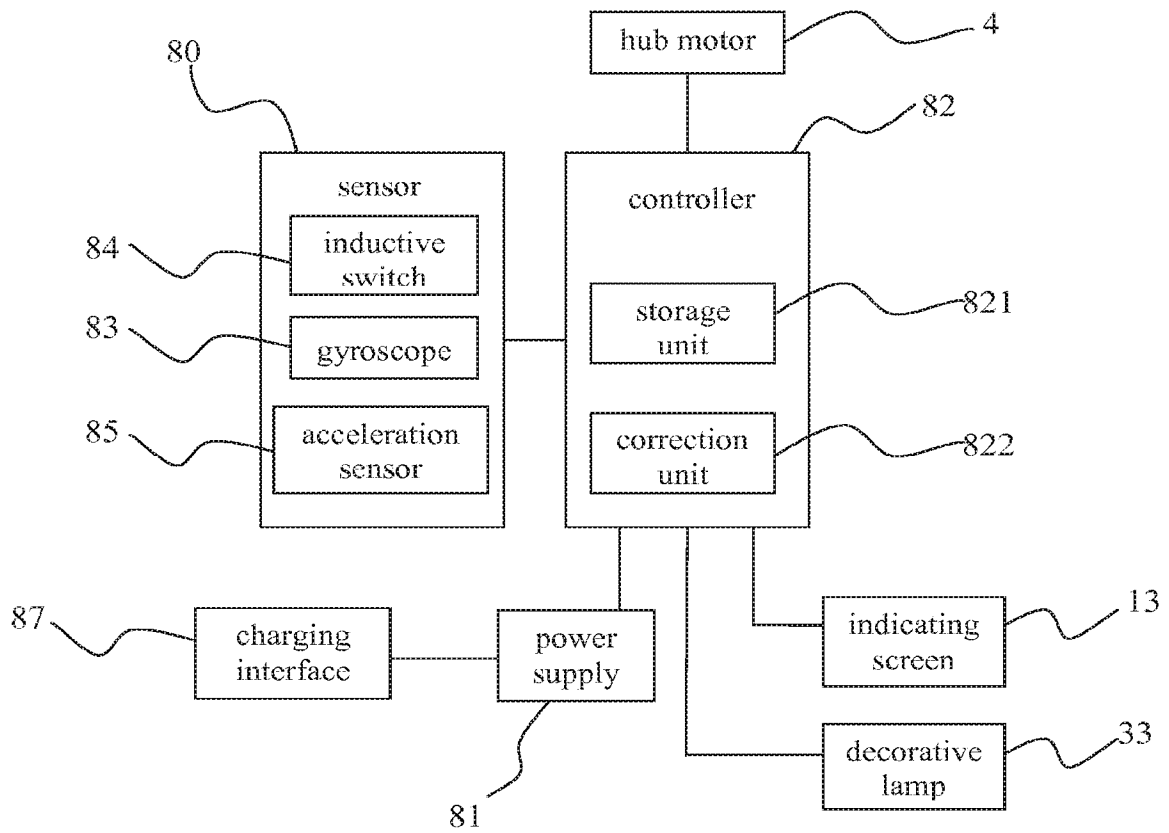 hub motor
4
80
82
sensor
controller
inductive
switch
84
storage
unit
821
83
gyroscope
85
acceleration
sensor
correction
unit
822
87
charging
interface
power
supply
81
indicating
screen
13
decorative
lamp
33